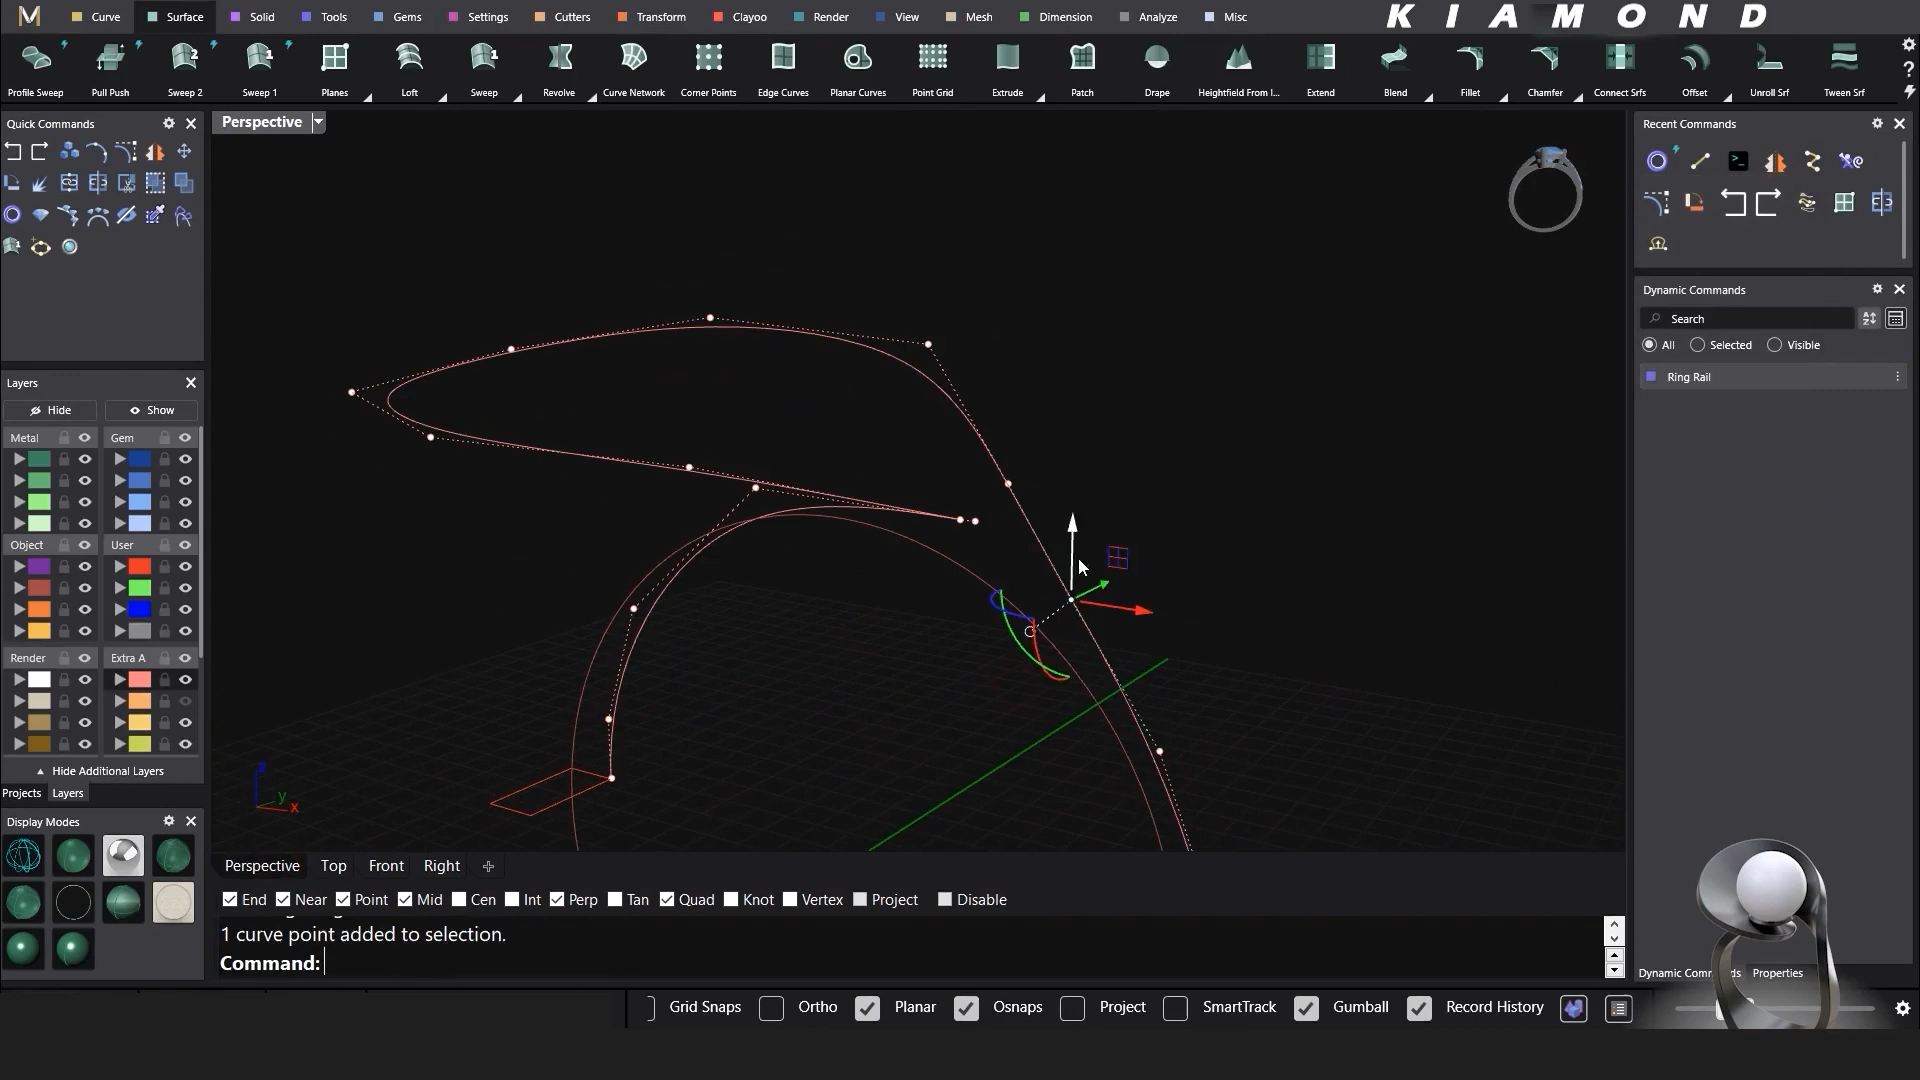 Curve Surface Solid Tools Gems Settings Cutters Transform Clayoo Render View Mesh Dimension Analyze Misc
K I A M O N D
2 1 1
Profile Sweep Pull Push Sweep 2 Sweep 1 Planes Loft Sweep Revolve Curve Network Corner Points Edge Curves Planar Curves Point Grid Extrude Patch Drape Heightfield From I... Extend Blend Fillet Chamfer Connect Srfs Offset Unroll Srf Tween Srf
Quick Commands
Perspective
Recent Commands
Dynamic Commands
Search
All Selected Visible
Ring Rail
Layers
Hide Show
Metal Gem
Object User
Render Extra A
Hide Additional Layers
Projects Layers
z
y
x
Display Modes
Perspective Top Front Right
End Near Point Mid Cen Int Perp Tan Quad Knot Vertex Project Disable
1 curve point added to selection.
Command:
Dynamic Comm Properties
Grid Snaps Ortho Planar Osnaps Project SmartTrack Gumball Record History